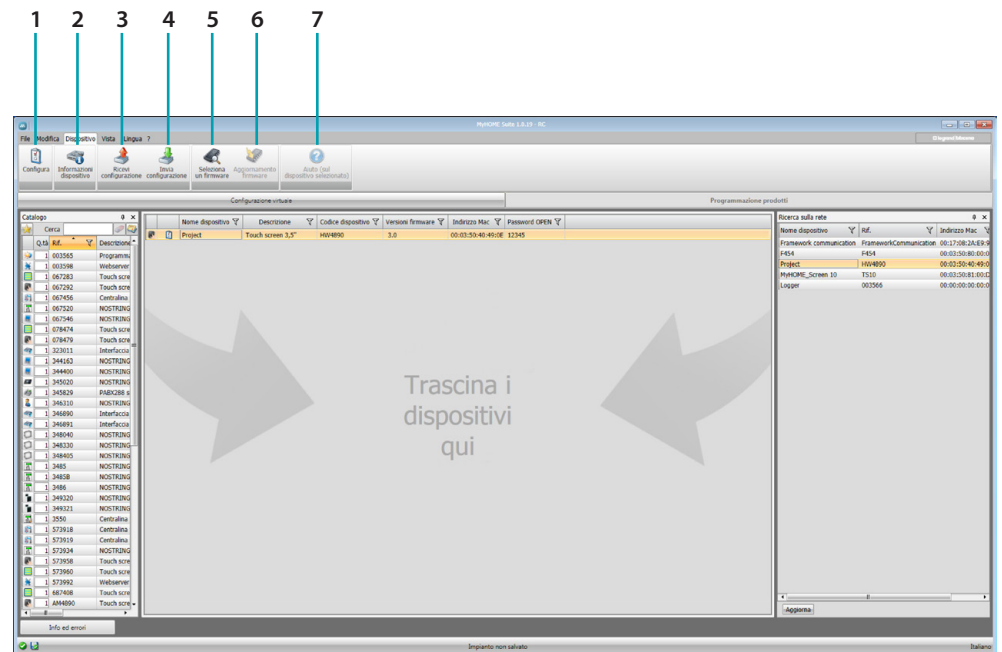 1 2 3 4 5 6 7
MyHOME Suite 1.0.19 - RC
File Modifica Dispositivo Vista Lingua ?
Configura
Informazioni dispositivo
Ricevi configurazione
Invia configurazione
Seleziona un firmware
Aggiornamento firmware
Aiuto (sul dispositivo selezionato)
Configurazione virtuale
Programmazione prodotti
Catalogo
Cerca
Q.tà Rif. Descrizione
1 003565 Programma
1 003598 Webserver
1 067283 Touch scre
1 067292 Touch scre
1 067456 Centralina
1 067520 NOSTRING
1 067546 NOSTRING
1 078474 Touch scre
1 078479 Touch scre
1 323011 Interfaccia
1 344163 NOSTRING
1 344400 NOSTRING
1 345020 NOSTRING
1 345829 PABX288 s
1 346310 NOSTRING
1 346890 Interfaccia
1 346891 Interfaccia
1 348040 NOSTRING
1 348330 NOSTRING
1 348405 NOSTRING
1 3485 NOSTRING
1 3485B NOSTRING
1 3486 NOSTRING
1 349320 NOSTRING
1 349321 NOSTRING
1 3550 Centralina
1 573918 Centralina
1 573919 Centralina
1 573934 NOSTRING
1 573958 Touch scre
1 573960 Touch scre
1 573992 Webserver
1 687408 Touch scre
1 AM4890 Touch scre
Nome dispositivo Descrizione Codice dispositivo Versioni firmware Indirizzo Mac Password OPEN
Project Touch screen 3,5" HW4890 3.0 00:03:50:40:49:0E 12345
Trascina i
dispositivi
qui
Ricerca sulla rete
Nome dispositivo Rif. Indirizzo Mac
Framework communication FrameworkCommunication 00:17:08:2A:E9:9
F454 F454 00:03:50:80:00:0
Project HW4890 00:03:50:40:49:0
MyHOME_Screen 10 TS10 00:03:50:81:00:D
Logger 003566 00:00:00:00:00:0
Aggiorna
Info ed errori
Impianto non salvato
Italiano